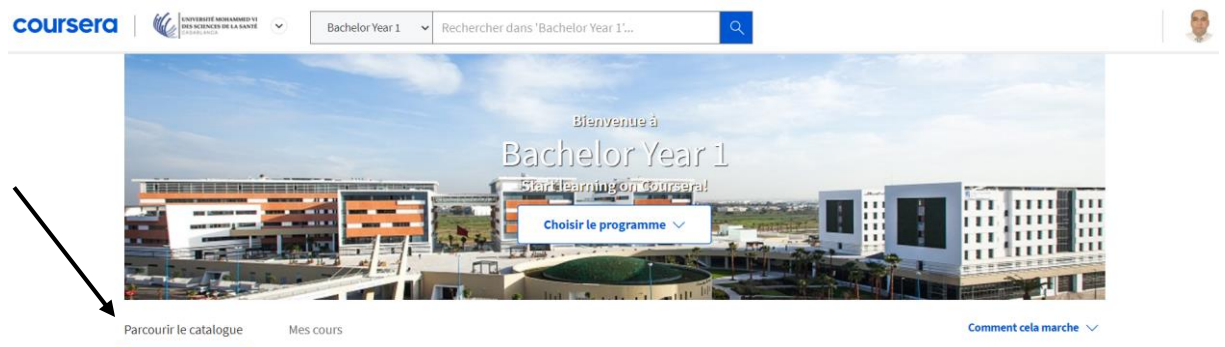 coursera
UNIVERSITÉ MOHAMMED VI
DES SCIENCES DE LA SANTÉ
CASABLANCA
Bachelor Year 1
Rechercher dans 'Bachelor Year 1'...
Bienvenue à
Bachelor Year 1
Start learning on Coursera!
Choisir le programme
Parcourir le catalogue
Mes cours
Comment cela marche